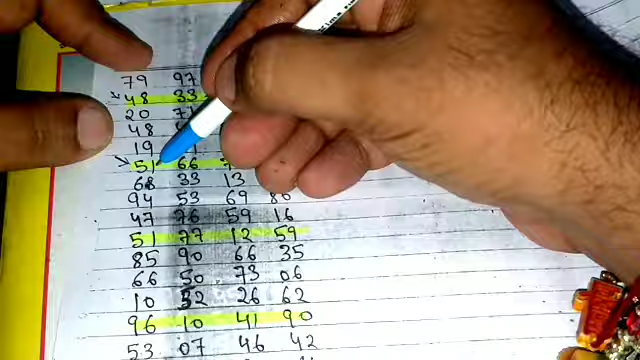 79 97
48 33
20 71
48
19
51 66
68 33 13
94 53 69 86
47 76 59 16
51 77 12 59
85 90 66 35
66 50 73 06
10 52 26 62
96 10 41 90
53 07 46 42